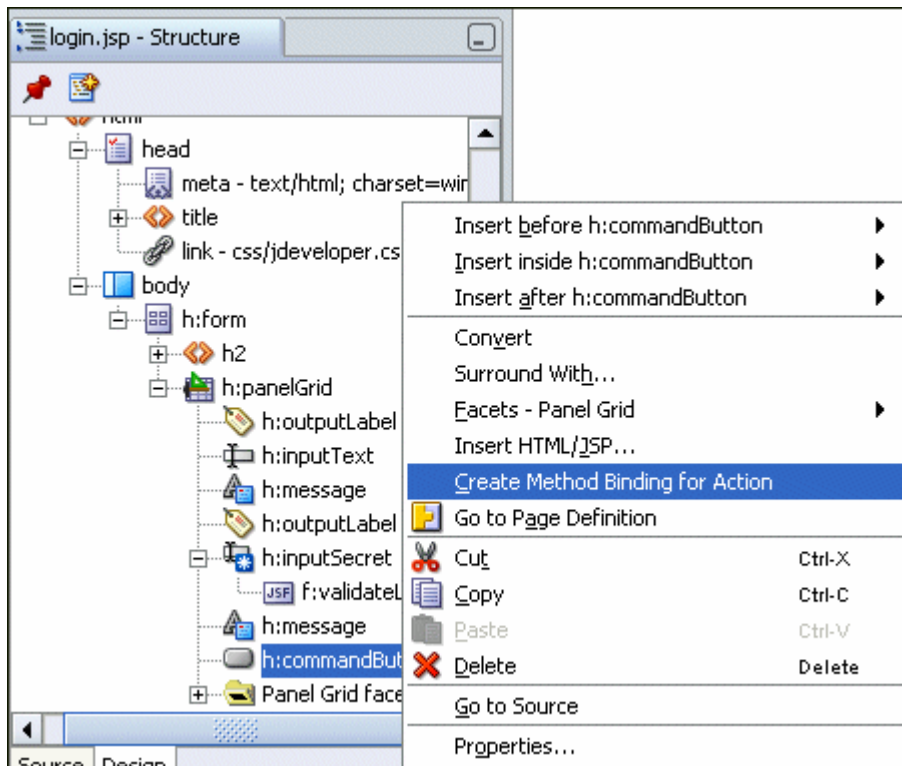 login.jsp - Structure
html
head
meta - text/html; charset=win
title
link - css/jdeveloper.cs
body
h:form
h2
h:panelGrid
h:outputLabel
h:inputText
h:message
h:outputLabel
h:inputSecret
JSF f:validateL
h:message
h:commandBut
Panel Grid face
Source Design
Insert before h:commandButton
Insert inside h:commandButton
Insert after h:commandButton
Convert
Surround With...
Facets - Panel Grid
Insert HTML/JSP...
Create Method Binding for Action
Go to Page Definition
Cut Ctrl-X
Copy Ctrl-C
Paste Ctrl-V
Delete Delete
Go to Source
Properties...